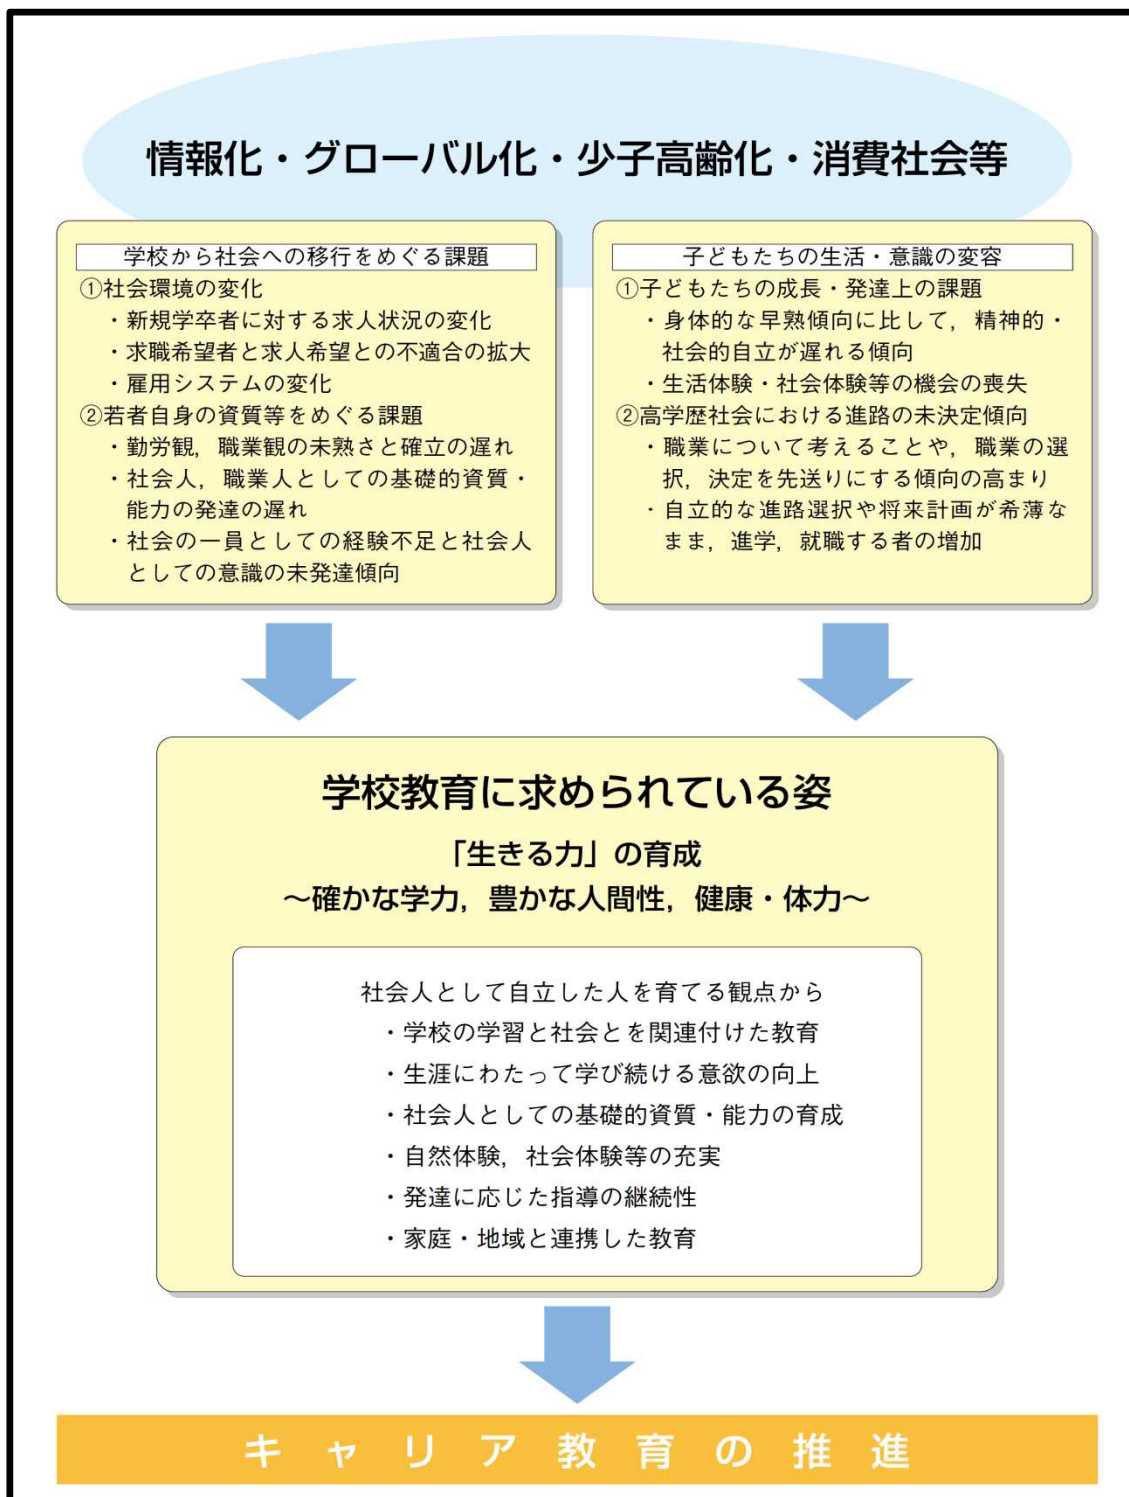 情報化・グローバル化・少子高齢化・消費社会等
学校から社会への移行をめぐる課題
①社会環境の変化
・新規学卒者に対する求人状況の変化
・求職希望者と求人希望との不適合の拡大
・雇用システムの変化
②若者自身の資質等をめぐる課題
・勤労観，職業観の未熟さと確立の遅れ
・社会人，職業人としての基礎的資質・
能力の発達の遅れ
・社会の一員としての経験不足と社会人
としての意識の未発達傾向
子どもたちの生活・意識の変容
①子どもたちの成長・発達上の課題
・身体的な早熟傾向に比して，精神的・
社会的自立が遅れる傾向
・生活体験・社会体験等の機会の喪失
②高学歴社会における進路の未決定傾向
・職業について考えることや，職業の選
択，決定を先送りにする傾向の高まり
・自立的な進路選択や将来計画が希薄な
まま，進学，就職する者の増加
学校教育に求められている姿
「生きる力」の育成
～確かな学力，豊かな人間性，健康・体力～
社会人として自立した人を育てる観点から
・学校の学習と社会とを関連付けた教育
・生涯にわたって学び続ける意欲の向上
・社会人としての基礎的資質・能力の育成
・自然体験，社会体験等の充実
・発達に応じた指導の継続性
・家庭・地域と連携した教育
キャリア教育の推進